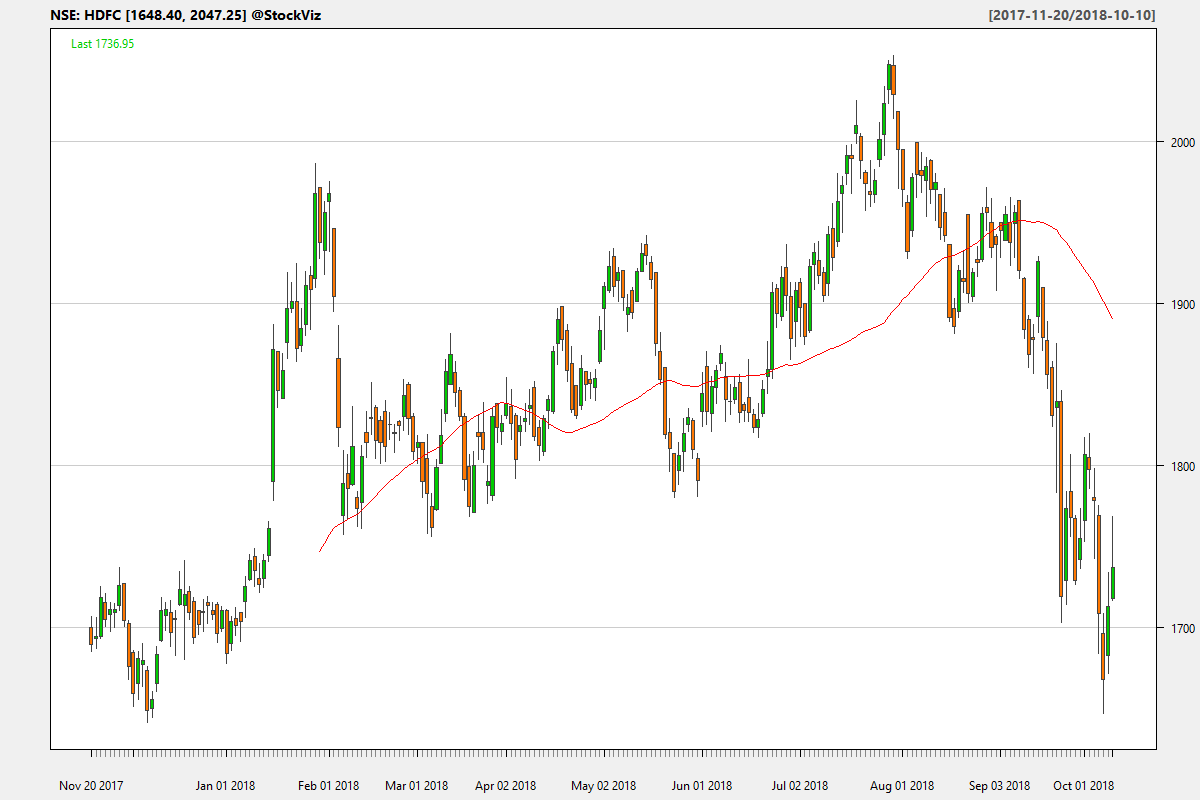 NSE: HDFC [1648.40, 2047.25] @StockViz
[2017-11-20/2018-10-10]
Last 1736.95
2000
1900
1800
1700
Nov 20 2017 Jan 01 2018 Feb 01 2018 Mar 01 2018 Apr 02 2018 May 02 2018 Jun 01 2018 Jul 02 2018 Aug 01 2018 Sep 03 2018 Oct 01 2018